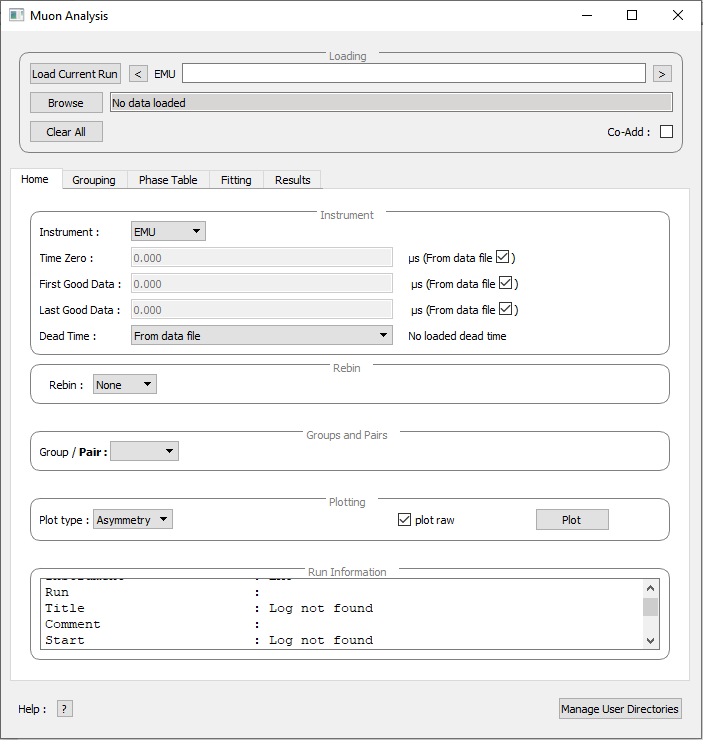 Muon Analysis
Loading
Load Current Run < EMU >
Browse No data loaded
Clear All Co-Add :
Home Grouping Phase Table Fitting Results
Instrument
Instrument : EMU
Time Zero : 0.000 µs (From data file )
First Good Data : 0.000 µs (From data file )
Last Good Data : 0.000 µs (From data file )
Dead Time : From data file No loaded dead time
Rebin
Rebin : None
Groups and Pairs
Group / Pair :
Plotting
Plot type : Asymmetry plot raw Plot
Run Information
Run :
Title : Log not found
Comment :
Start : Log not found
Help : ? Manage User Directories